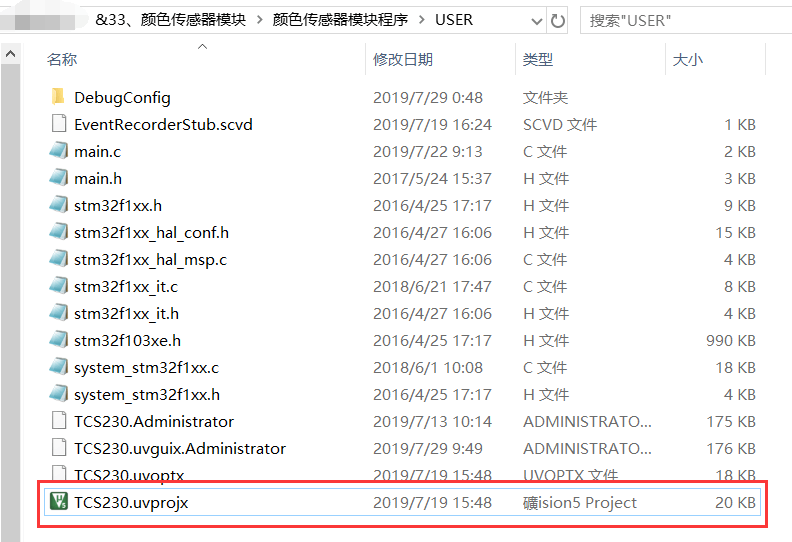 &33、颜色传感器模块 > 颜色传感器模块程序 > USER 搜索"USER"
名称 修改日期 类型 大小
DebugConfig 2019/7/29 0:48 文件夹
EventRecorderStub.scvd 2019/7/19 16:24 SCVD 文件 1 KB
main.c 2019/7/22 9:13 C 文件 2 KB
main.h 2017/5/24 15:37 H 文件 3 KB
stm32f1xx.h 2016/4/25 17:17 H 文件 9 KB
stm32f1xx_hal_conf.h 2016/4/27 16:06 H 文件 15 KB
stm32f1xx_hal_msp.c 2016/4/27 16:06 C 文件 4 KB
stm32f1xx_it.c 2018/6/21 17:47 C 文件 8 KB
stm32f1xx_it.h 2016/4/27 16:06 H 文件 4 KB
stm32f103xe.h 2016/4/25 17:17 H 文件 990 KB
system_stm32f1xx.c 2018/6/1 10:08 C 文件 18 KB
system_stm32f1xx.h 2016/4/25 17:17 H 文件 4 KB
TCS230.Administrator 2019/7/13 10:14 ADMINISTRATO... 175 KB
TCS230.uvguix.Administrator 2019/7/29 9:49 ADMINISTRATO... 176 KB
TCS230.uvoptx 2019/7/19 15:48 UVOPTX 文件 18 KB
TCS230.uvprojx 2019/7/19 15:48 礦ision5 Project 20 KB